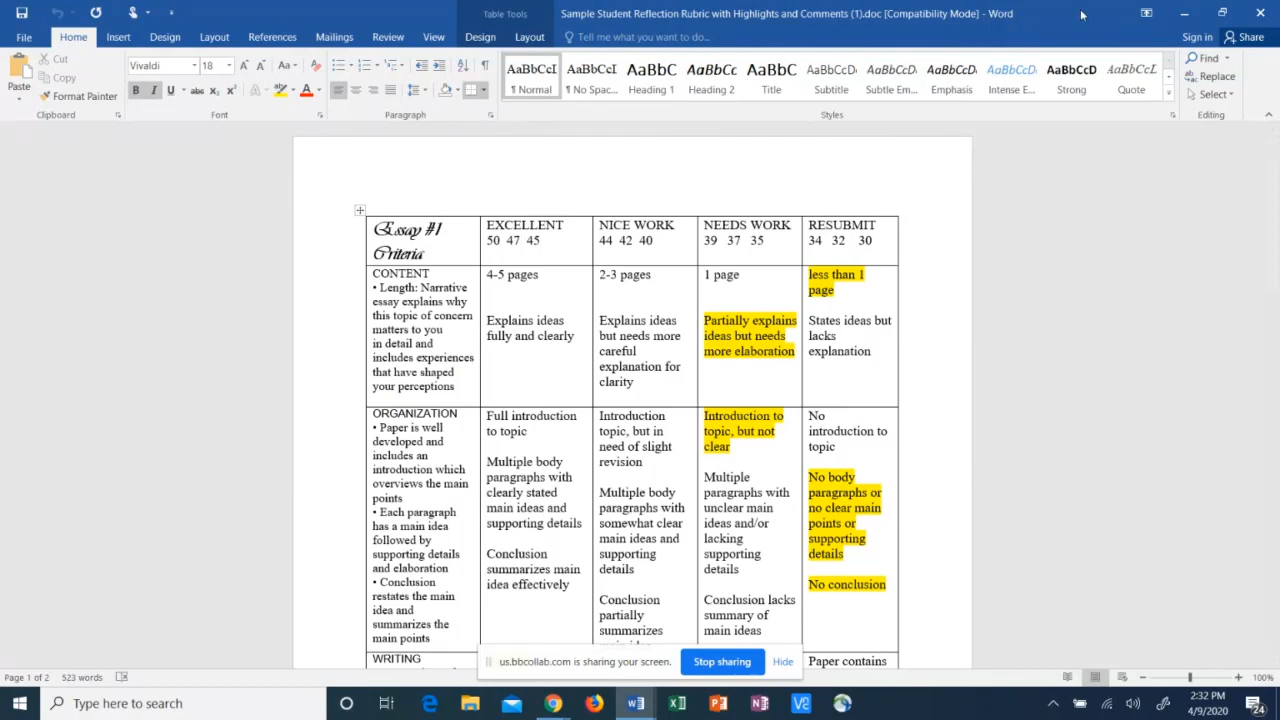 Table Tools
Sample Student Reflection Rubric with Highlights and Comments (1).doc [Compatibility Mode] - Word
File Home Insert Design Layout References Mailings Review View Design Layout Tell me what you want to do...
Sign in Share
Paste
Cut
Copy
Format Painter
Clipboard
Vivaldi 18
Font
Paragraph
AaBbCcI AaBbCcI AaBbC AaBbCc AaBbC AaBbCcD AaBbCcD AaBbCcD AaBbCcD AaBbCcD AaBbCcL
¶ Normal ¶ No Spac... Heading 1 Heading 2 Title Subtitle Subtle Em... Emphasis Intense E... Strong Quote
Styles
Find
Replace
Select
Editing
Essay #1
Criteria
EXCELLENT
50 47 45
NICE WORK
44 42 40
NEEDS WORK
39 37 35
RESUBMIT
34 32 30
CONTENT
• Length: Narrative
essay explains why
this topic of concern
matters to you
in detail and
includes experiences
that have shaped
your perceptions
4-5 pages
Explains ideas
fully and clearly
2-3 pages
Explains ideas
but needs more
careful
explanation for
clarity
1 page
Partially explains
ideas but needs
more elaboration
less than 1
page
States ideas but
lacks
explanation
ORGANIZATION
• Paper is well
developed and
includes an
introduction which
overviews the main
points
• Each paragraph
has a main idea
followed by
supporting details
and elaboration
• Conclusion
restates the main
idea and
summarizes the
main points
Full introduction
to topic
Multiple body
paragraphs with
clearly stated
main ideas and
supporting details
Conclusion
summarizes main
idea effectively
Introduction
topic, but in
need of slight
revision
Multiple body
paragraphs with
somewhat clear
main ideas and
supporting
details
Conclusion
partially
summarizes
Introduction to
topic, but not
clear
Multiple
paragraphs with
unclear main
ideas and/or
lacking
supporting
details
Conclusion lacks
summary of
main ideas
No
introduction to
topic
No body
paragraphs or
no clear main
points or
supporting
details
No conclusion
WRITING
Paper contains
us.bbcollab.com is sharing your screen. Stop sharing Hide
Page 1 of 2 523 words
100%
Type here to search
2:32 PM
4/9/2020
24